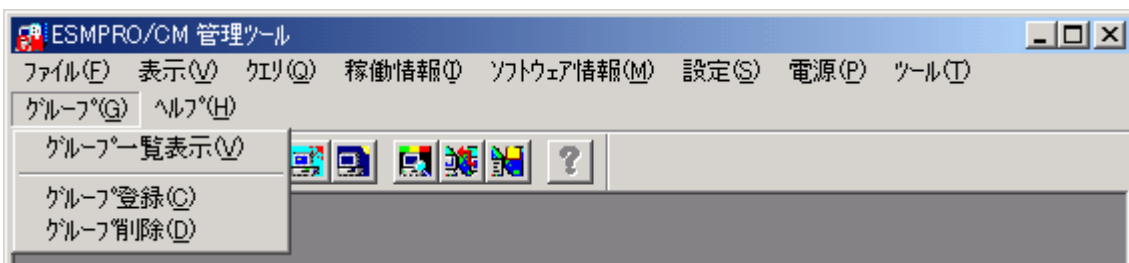 ESMPRO/CM 管理ツール
ファイル(F) 表示(V) クエリ(Q) 稼働情報(I) ソフトウェア情報(M) 設定(S) 電源(P) ツール(T)
グループ(G) ヘルプ(H)
グループ一覧表示(V)
グループ登録(C)
グループ削除(D)